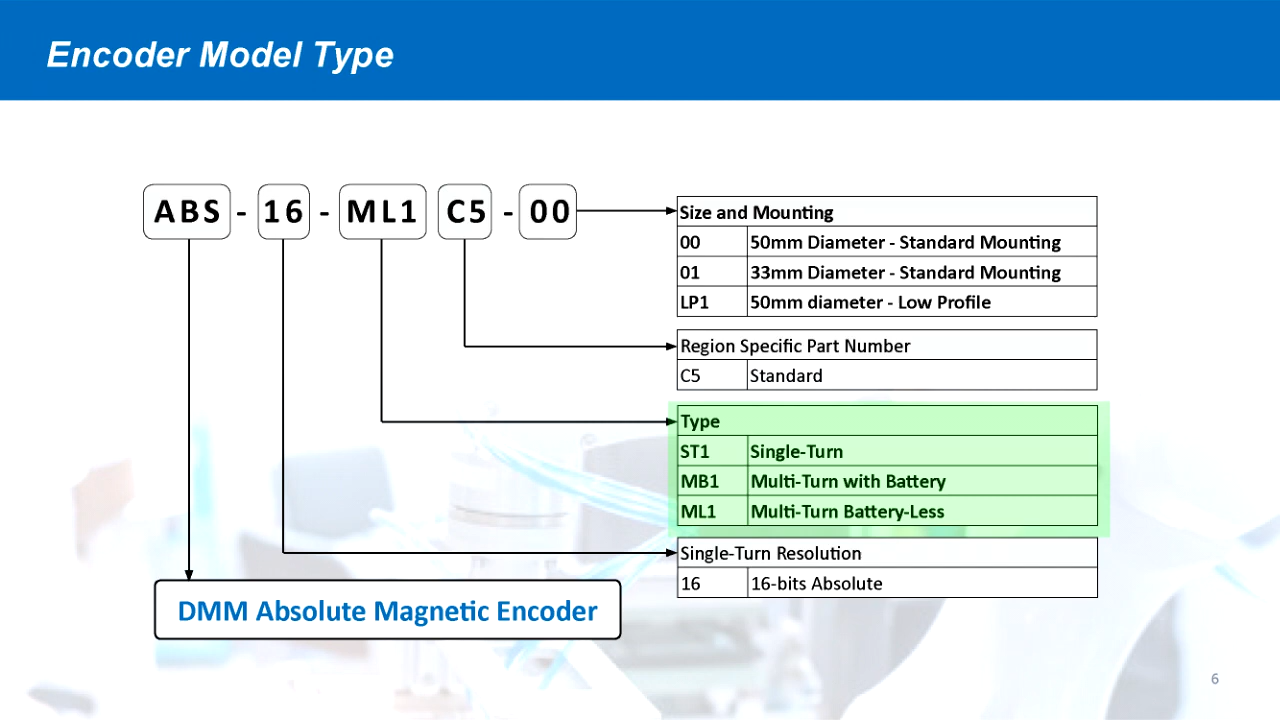 Encoder Model Type
ABS - 16 - ML1 C5 - 00
Size and Mounting
00 50mm Diameter - Standard Mounting
01 33mm Diameter - Standard Mounting
LP1 50mm diameter - Low Profile
Region Specific Part Number
C5 Standard
Type
ST1 Single-Turn
MB1 Multi-Turn with Battery
ML1 Multi-Turn Battery-Less
Single-Turn Resolution
16 16-bits Absolute
DMM Absolute Magnetic Encoder
6